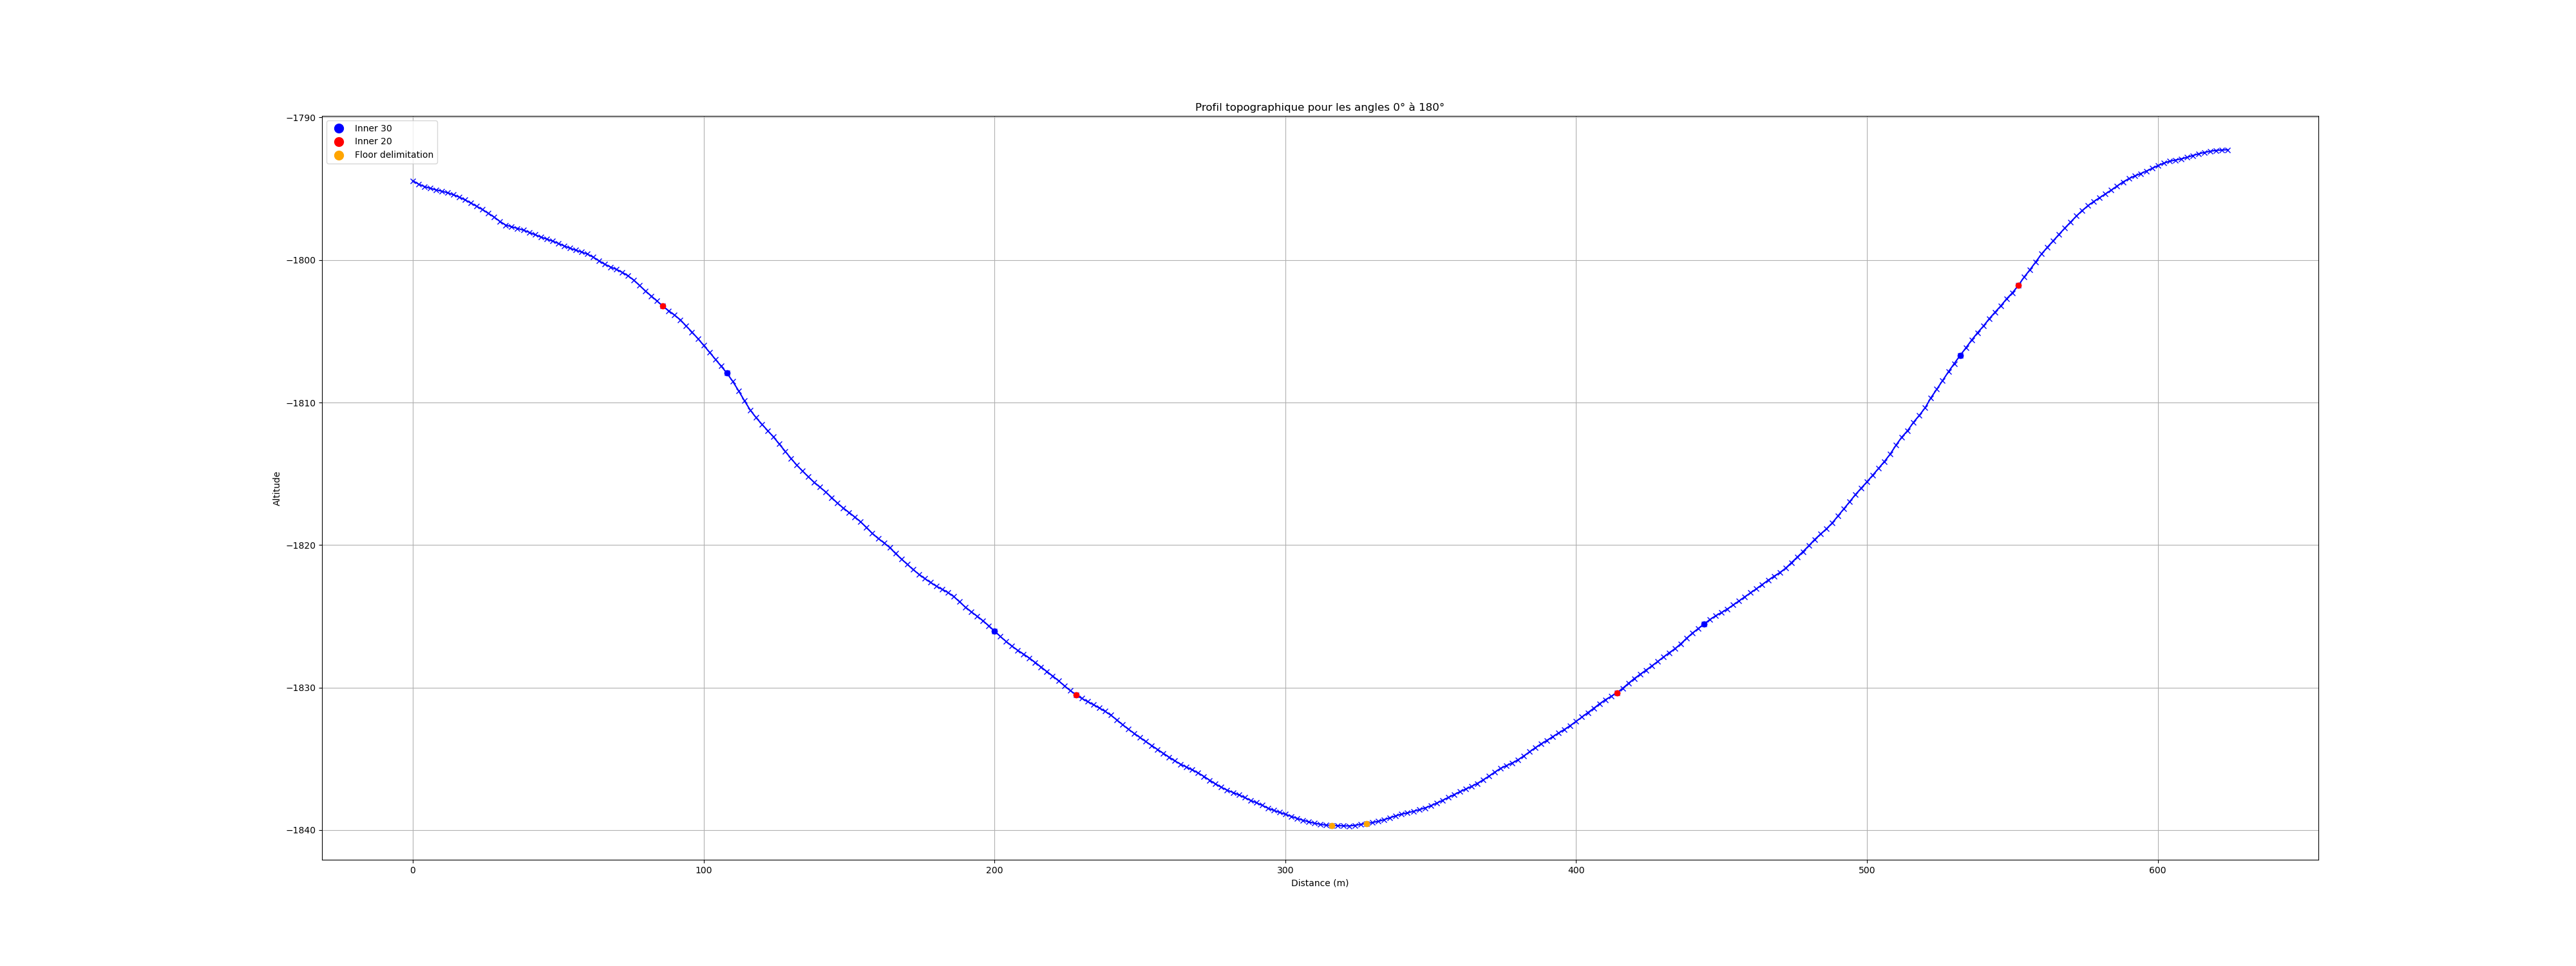 Profil topographique pour les angles 0° à 180°
Inner 30
Inner 20
Floor delimitation
Altitude
−1790
−1800
−1810
−1820
−1830
−1840
0 100 200 300 400 500 600
Distance (m)